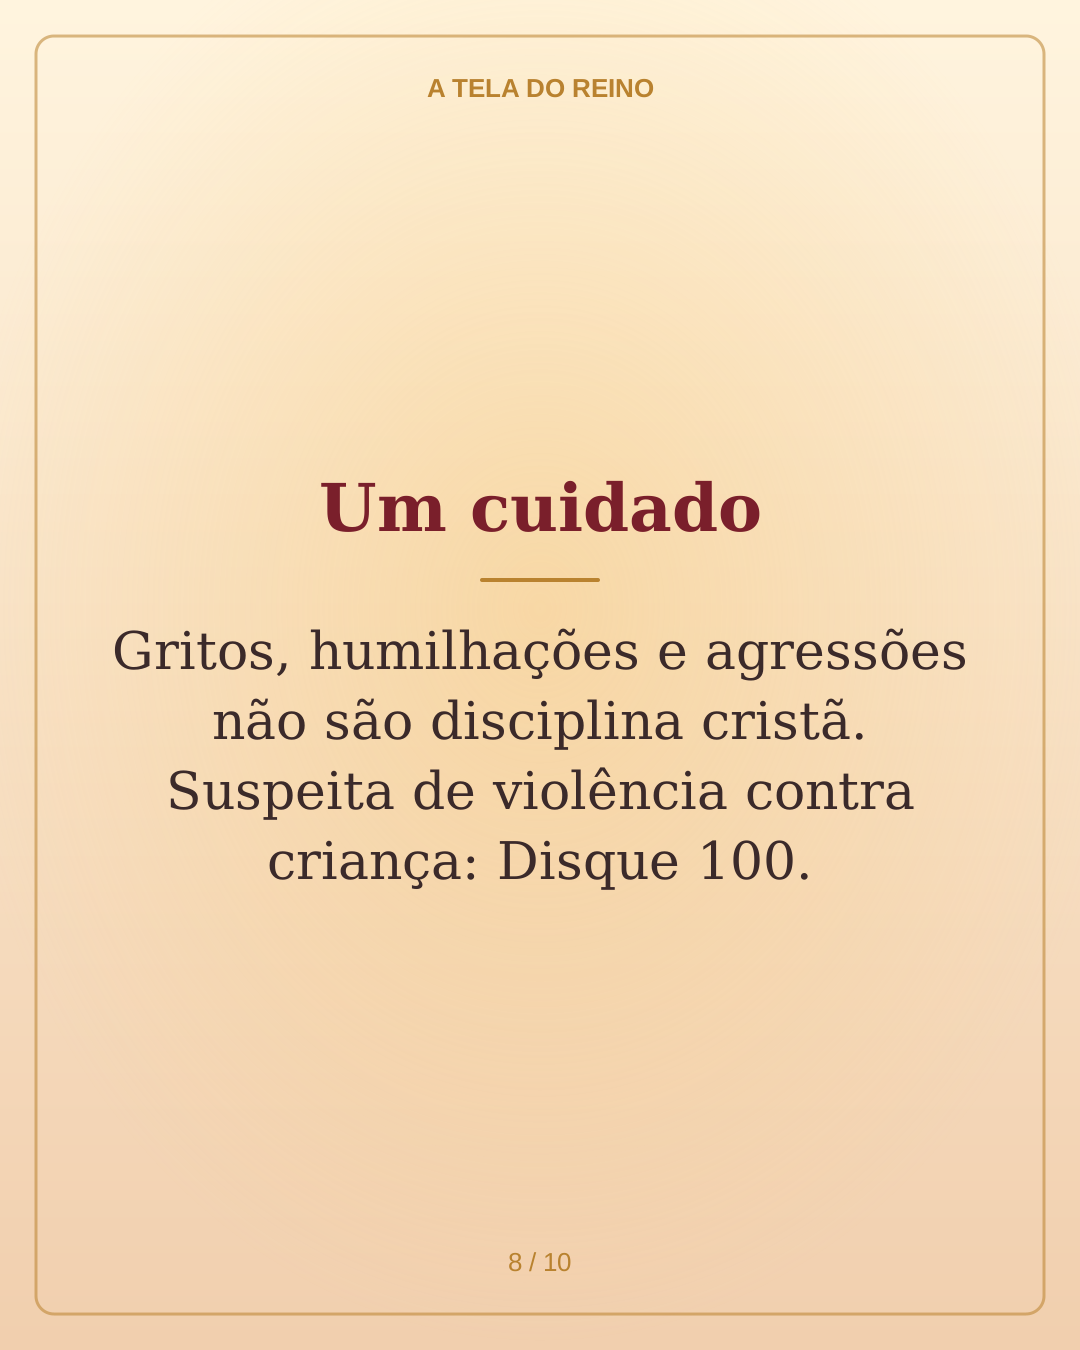 A TELA DO REINO
Um cuidado
Gritos, humilhações e agressões
não são disciplina cristã.
Suspeita de violência contra
criança: Disque 100.
8 / 10